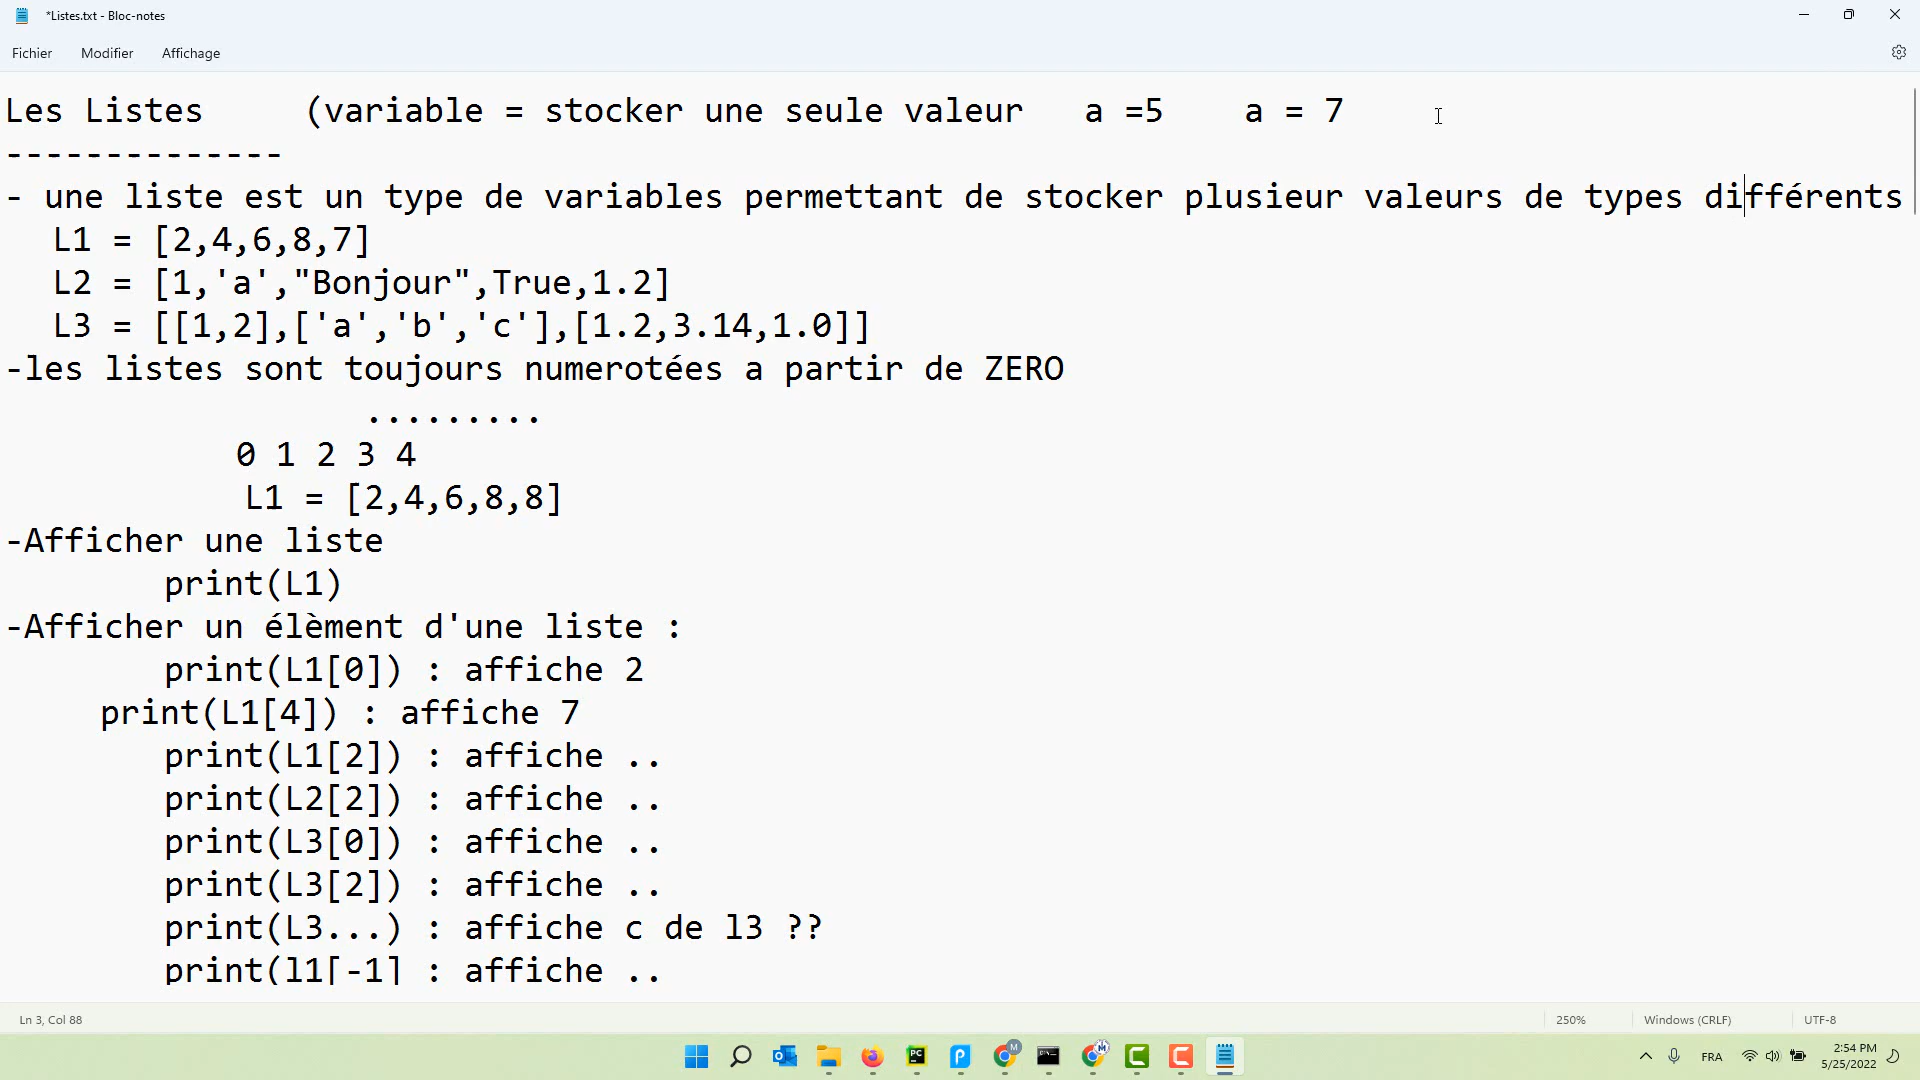 *Listes.txt - Bloc-notes
Fichier Modifier Affichage
Les Listes (variable = stocker une seule valeur a =5 a = 7
--------------
- une liste est un type de variables permettant de stocker plusieur valeurs de types différents
L1 = [2,4,6,8,7]
L2 = [1,'a',"Bonjour",True,1.2]
L3 = [[1,2],['a','b','c'],[1.2,3.14,1.0]]
-les listes sont toujours numerotées a partir de ZERO
.........
0 1 2 3 4
L1 = [2,4,6,8,8]
-Afficher une liste
print(L1)
-Afficher un élèment d'une liste :
print(L1[0]) : affiche 2
print(L1[4]) : affiche 7
print(L1[2]) : affiche ..
print(L2[2]) : affiche ..
print(L3[0]) : affiche ..
print(L3[2]) : affiche ..
print(L3...) : affiche c de l3 ??
print(l1[-1] : affiche ..
Ln 3, Col 88 250% Windows (CRLF) UTF-8
FRA 2:54 PM
5/25/2022